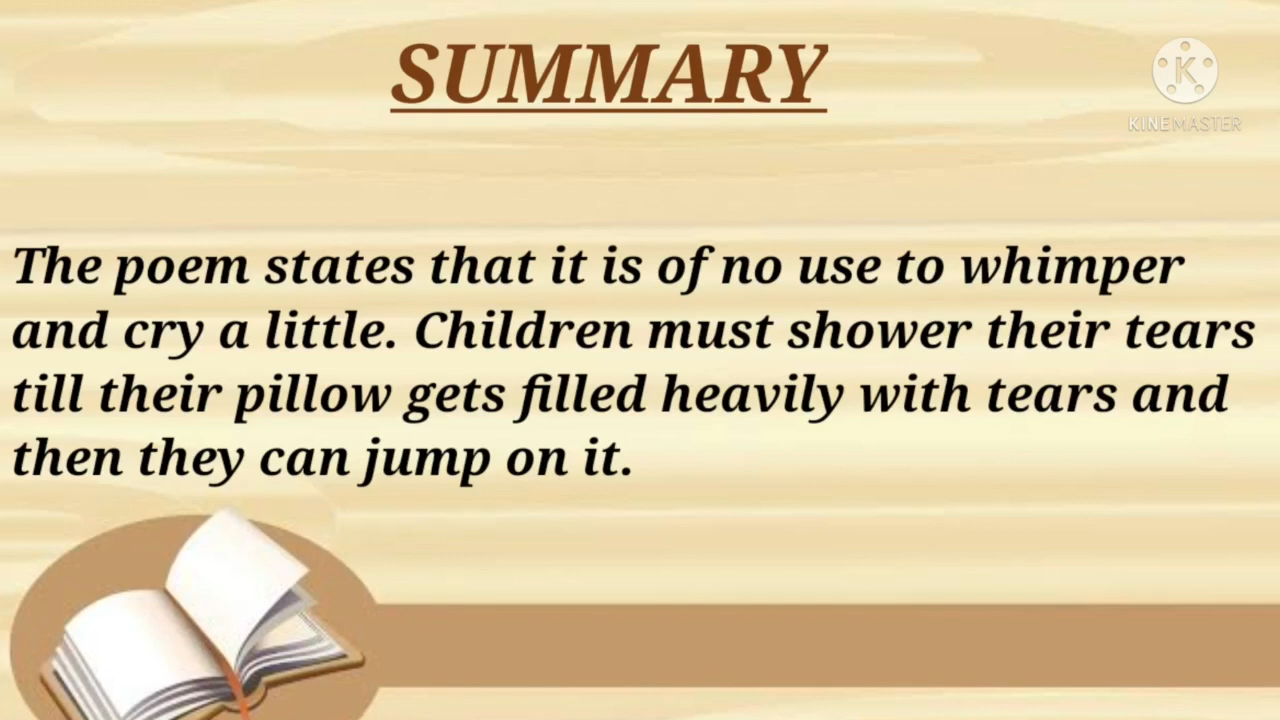 SUMMARY
K
KINEMASTER
The poem states that it is of no use to whimper
and cry a little. Children must shower their tears
till their pillow gets filled heavily with tears and
then they can jump on it.